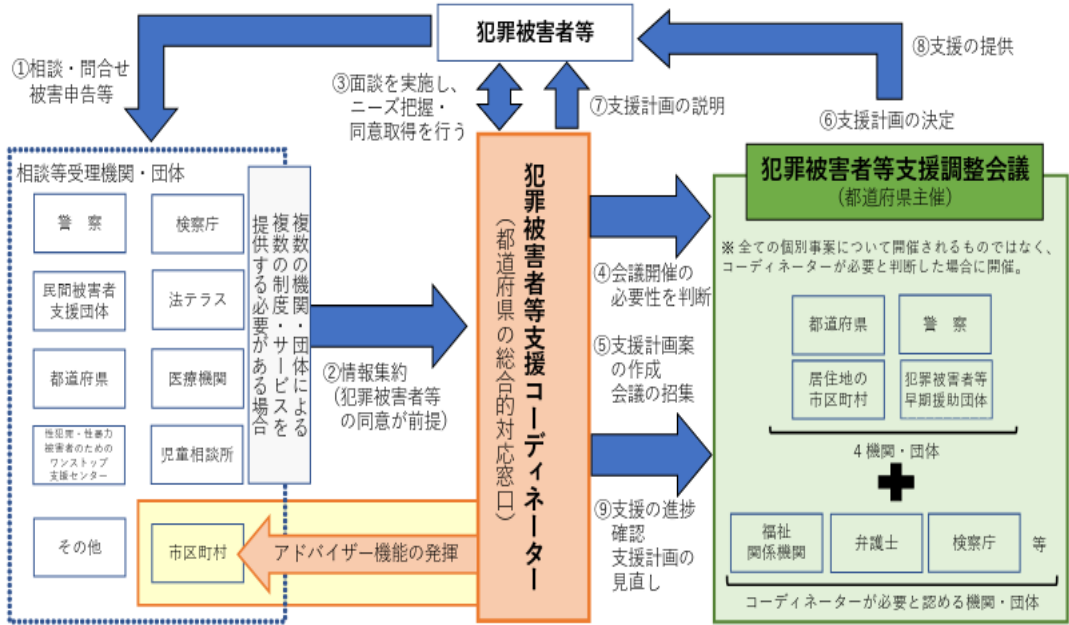 犯罪被害者等
①相談・問合せ
被害申告等
③面談を実施し、
ニーズ把握・
同意取得を行う
⑦支援計画の説明
⑧支援の提供
⑥支援計画の決定
相談等受理機関・団体
警　察
検察庁
民間被害者
支援団体
法テラス
都道府県
医療機関
性犯罪・性暴力
被害者のための
ワンストップ
支援センター
児童相談所
その他
市区町村
複数の機関・団体による
複数の制度・サービスを
提供する必要がある場合
②情報集約
(犯罪被害者等
の同意が前提)
アドバイザー機能の発揮
犯罪被害者等支援コーディネーター
（都道府県の総合的対応窓口）
④会議開催の
必要性を判断
⑤支援計画案
の作成
会議の招集
⑨支援の進捗
確認
支援計画の
見直し
犯罪被害者等支援調整会議
(都道府県主催)
※全ての個別事案について開催されるものではなく、
コーディネーターが必要と判断した場合に開催。
都道府県
警　察
居住地の
市区町村
犯罪被害者等
早期援助団体
4機関・団体
福祉
関係機関
弁護士
検察庁
等
コーディネーターが必要と認める機関・団体